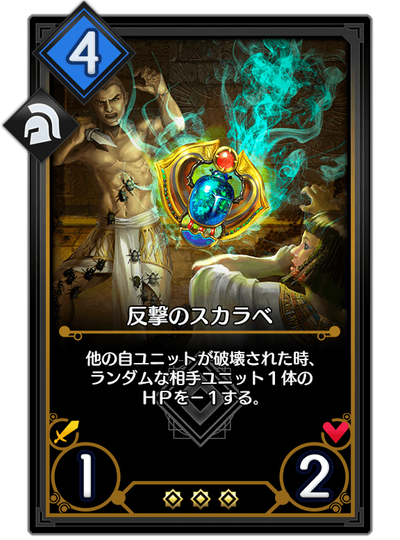 4
反撃のスカラベ
他の自ユニットが破壊された時、
ランダムな相手ユニット１体の
ＨＰを－１する。
1
2